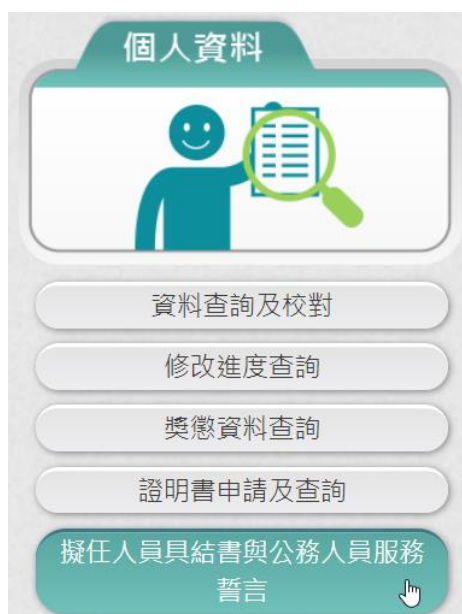 個人資料
資料查詢及校對
修改進度查詢
獎懲資料查詢
證明書申請及查詢
擬任人員具結書與公務人員服務
誓言